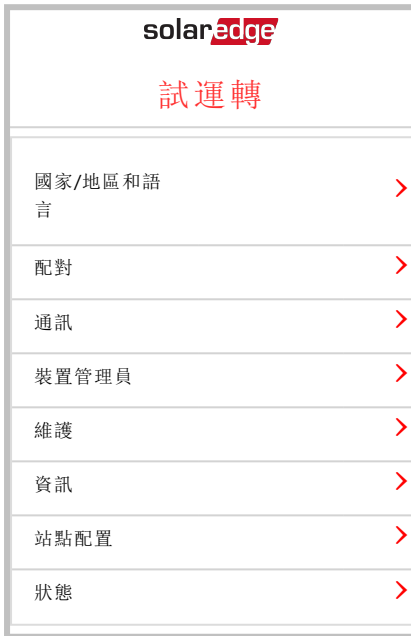 solaredge
試運轉
國家/地區和語
言
配對
通訊
裝置管理員
維護
資訊
站點配置
狀態